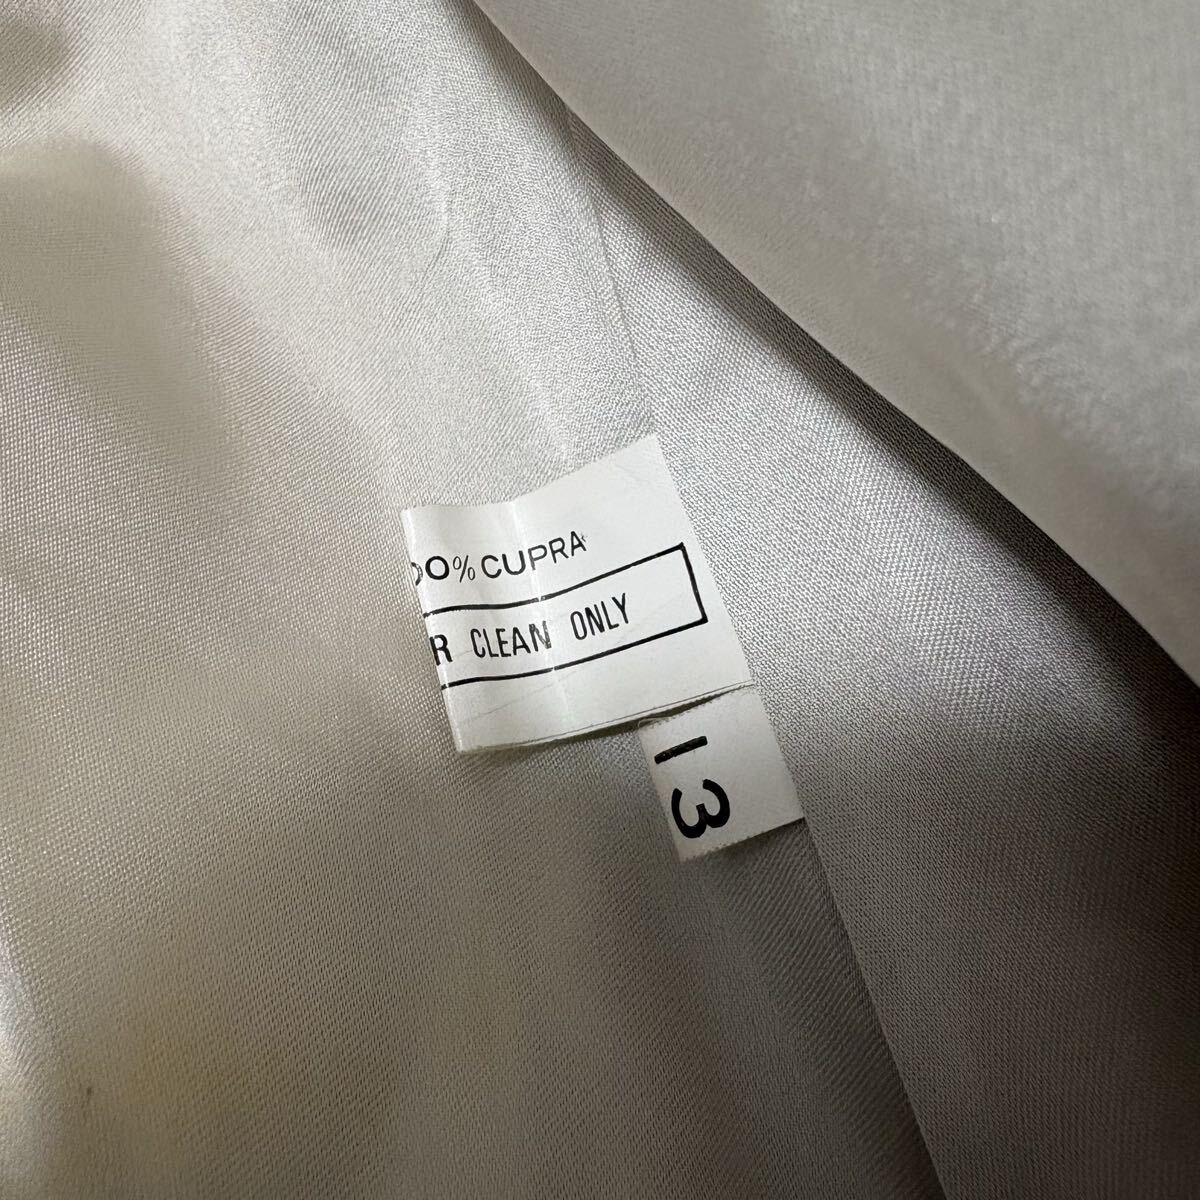 00% CUPRA
R CLEAN ONLY
13